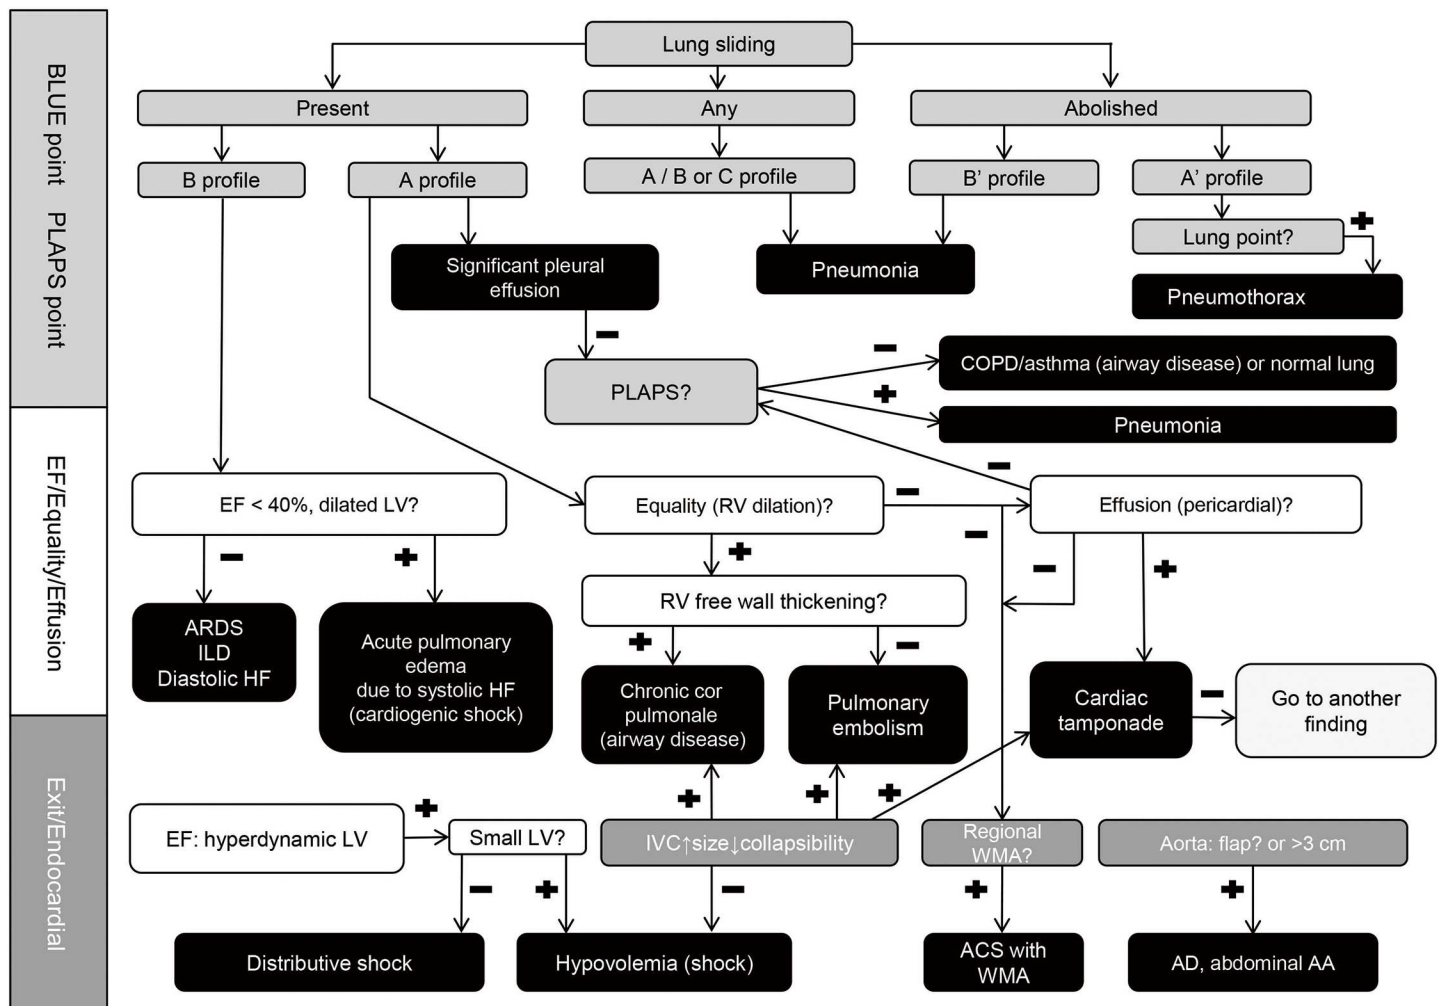 BLUE point PLAPS point
EF/Equality/Effusion
Exit/Endocardial
Lung sliding
Present
Any
Abolished
B profile
A profile
A / B or C profile
B’ profile
A’ profile
Lung point?
+
Significant pleural
effusion
Pneumonia
Pneumothorax
−
PLAPS?
−
+
COPD/asthma (airway disease) or normal lung
Pneumonia
−
EF < 40%, dilated LV?
Equality (RV dilation)?
−
Effusion (pericardial)?
−
−
+
+
−
−
+
RV free wall thickening?
+
−
ARDS
ILD
Diastolic HF
Acute pulmonary
edema
due to systolic HF
(cardiogenic shock)
Chronic cor
pulmonale
(airway disease)
Pulmonary
embolism
Cardiac
tamponade
−
Go to another
finding
+
+
+
+
EF: hyperdynamic LV
Small LV?
IVC↑size↓collapsibility
Regional
WMA?
Aorta: flap? or >3 cm
−
+
−
+
+
Distributive shock
Hypovolemia (shock)
ACS with
WMA
AD, abdominal AA